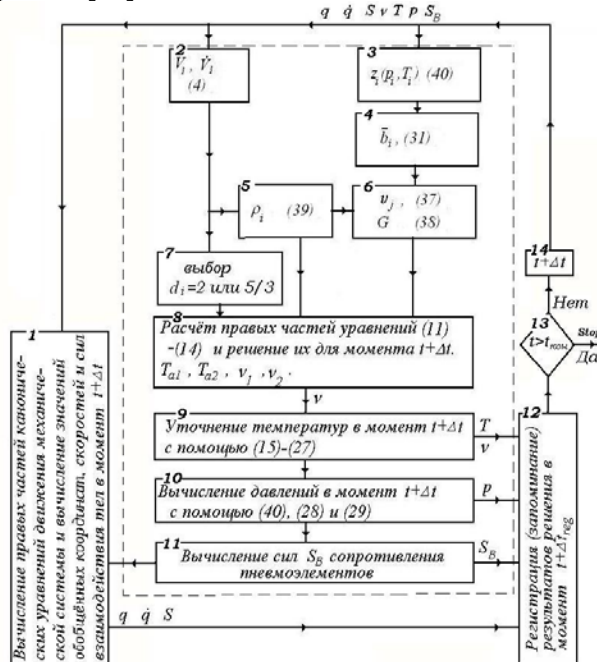 q q̇ S v T p S_B
2
V_1 , V̇_1
(4)
3
z_i(p_i,T_i) (40)
4
b̄_i , (31)
5
ρ_i (39)
6
υ_j , (37)
G (38)
7
выбор
d_i=2 или 5/3
8
Расчёт правых частей уравнений (11)
-(14) и решение их для момента t+Δt.
T_a1 , T_a2 , ν_1 ,ν_2 .
ν
9
Уточнение температур в момент t+Δt
с помощью (15)-(27)
T
ν
10
Вычисление давлений в момент t+Δt
с помощью (40), (28) и (29)
p
11
Вычисление сил S_B сопротивления
пневмоэлементов
S_B
q q̇ S
1
Вычисление правых частей канониче-
ских уравнений движения механиче-
ской системы и вычисление значений
обобщённых координат, скоростей и сил
взаимодействия тел в момент t+Δt
12
Регистрация (запоминание)
результатов решения в
момент t+Δt_reg
13
t>t_кон
Нет
Stop
Да
14
t+Δt